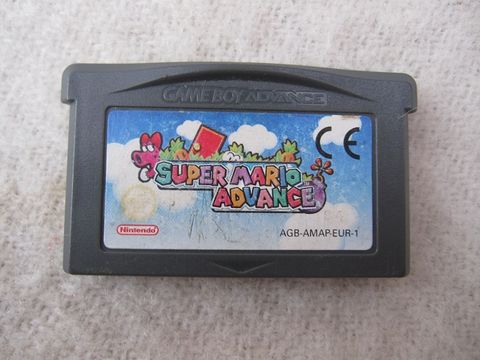 GAME BOY ADVANCE
CE
SUPER MARIO
ADVANCE
Nintendo
AGB-AMAP-EUR-1